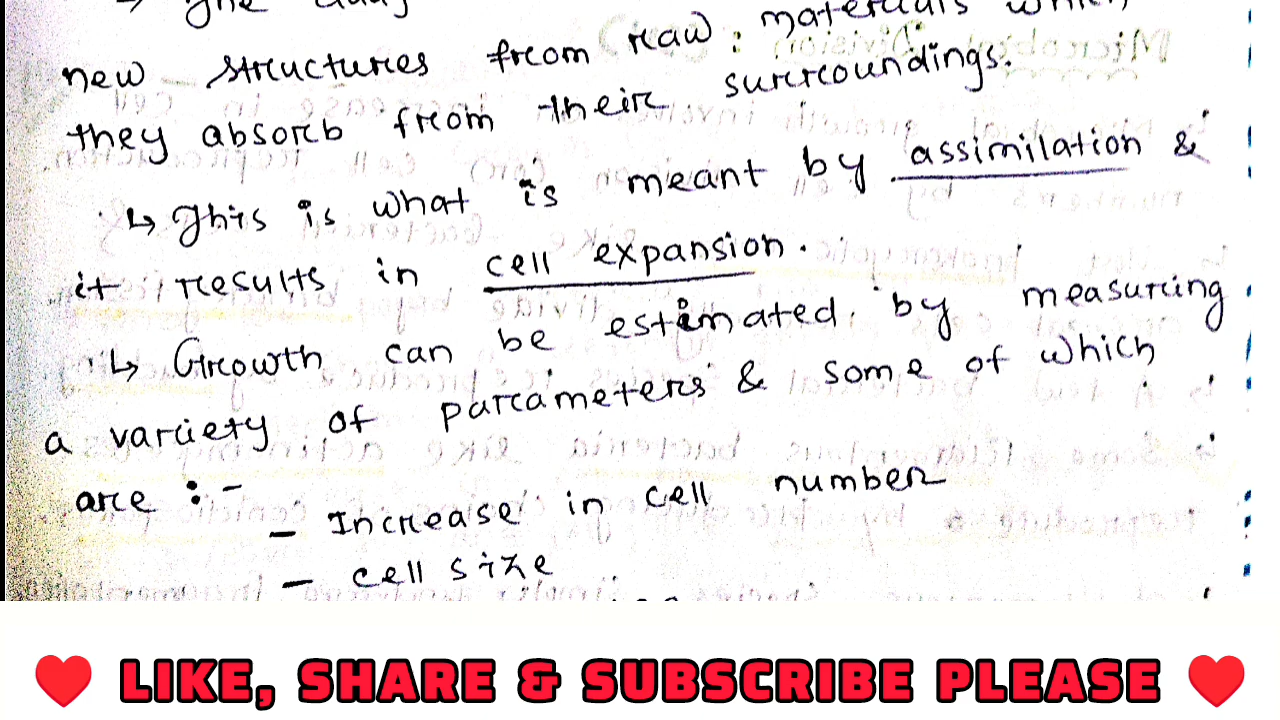 → The
new structures from raw materials which
they absorb from their surroundings.
↳ This is what is meant by assimilation &
it results in cell expansion.
↳ Growth can be estimated by measuring
a variety of parameters & some of which
are :-
- Increase in cell number
- cell size
♥ LIKE, SHARE & SUBSCRIBE PLEASE ♥